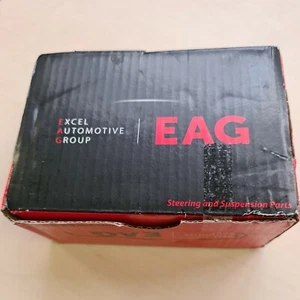 EXCEL
AUTOMOTIVE
GROUP
EAG
Steering and Suspension Parts